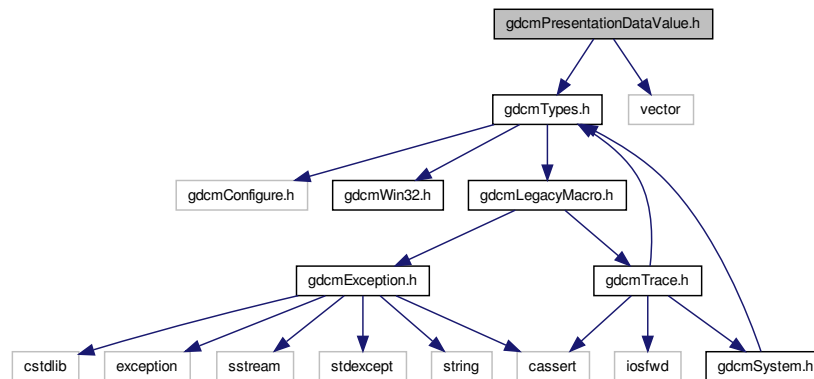 gdcmPresentationDataValue.h
gdcmTypes.h
vector
gdcmConfigure.h
gdcmWin32.h
gdcmLegacyMacro.h
gdcmException.h
gdcmTrace.h
cstdlib
exception
sstream
stdexcept
string
cassert
iosfwd
gdcmSystem.h